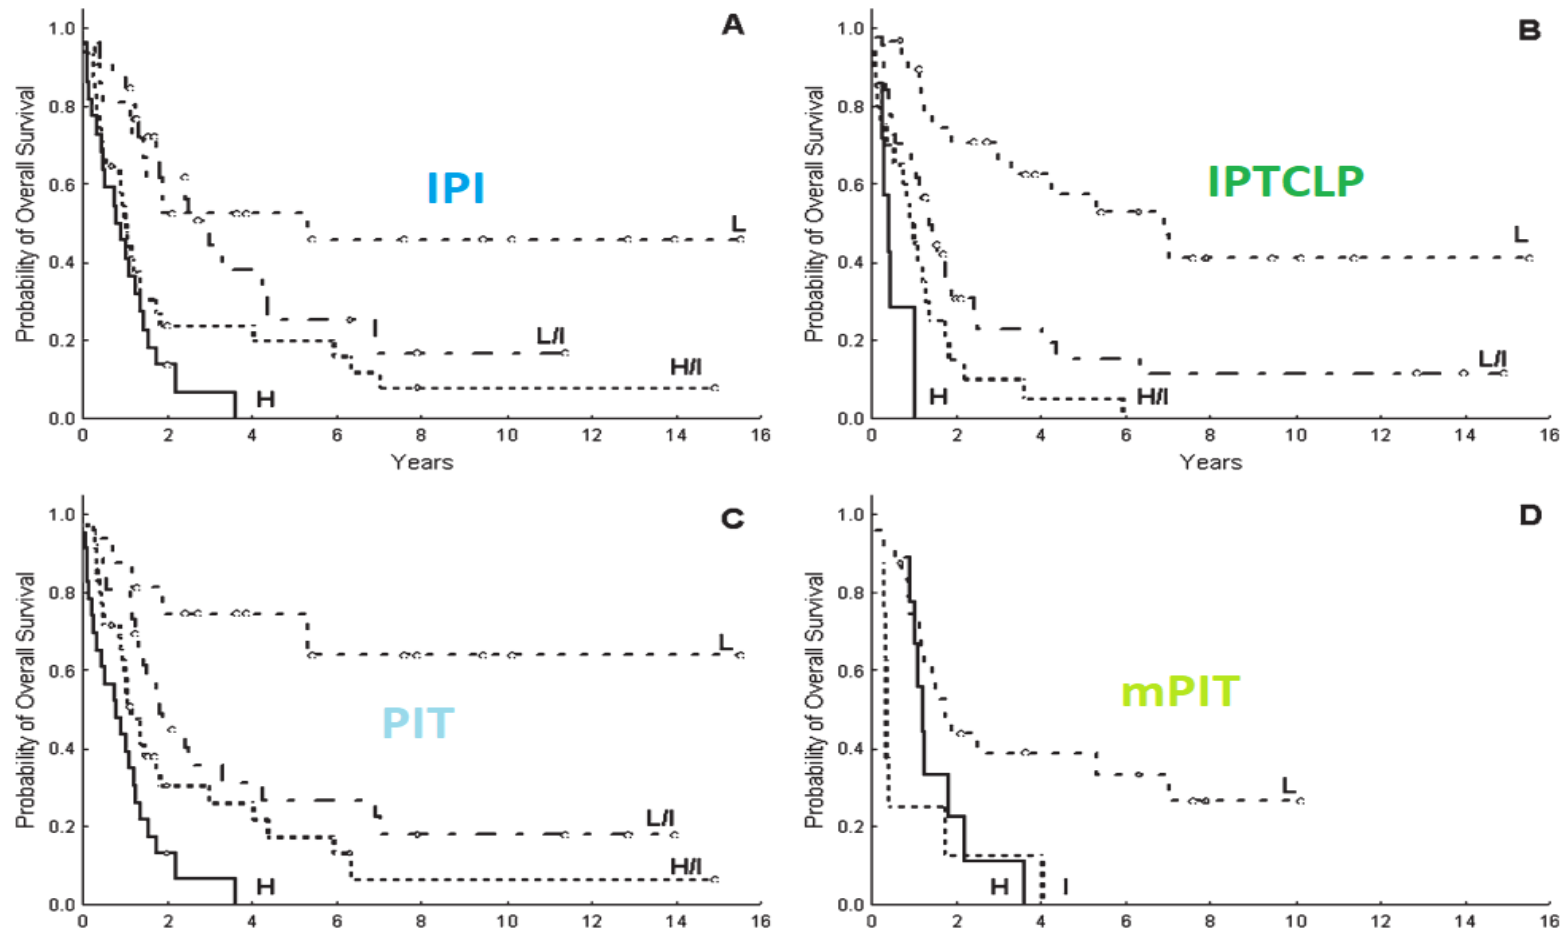 A
Probability of Overall Survival
1.0
0.8
0.6
0.4
0.2
0.0
IPI
L
L/I
H/I
H
0 2 4 6 8 10 12 14 16
Years
B
Probability of Overall Survival
1.0
0.8
0.6
0.4
0.2
0.0
IPTCLP
L
L/I
H H/I
0 2 4 6 8 10 12 14 16
Years
C
Probability of Overall Survival
1.0
0.8
0.6
0.4
0.2
0.0
L
PIT
L/I
H/I
H
0 2 4 6 8 10 12 14 16
D
Probability of Overall Survival
1.0
0.8
0.6
0.4
0.2
0.0
mPIT
L
H I
0 2 4 6 8 10 12 14 16